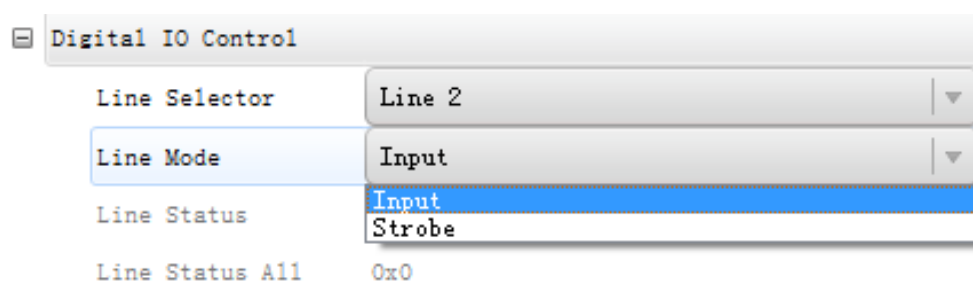 Digital IO Control
Line Selector Line 2
Line Mode Input
Input
Line Status
Strobe
Line Status All 0x0